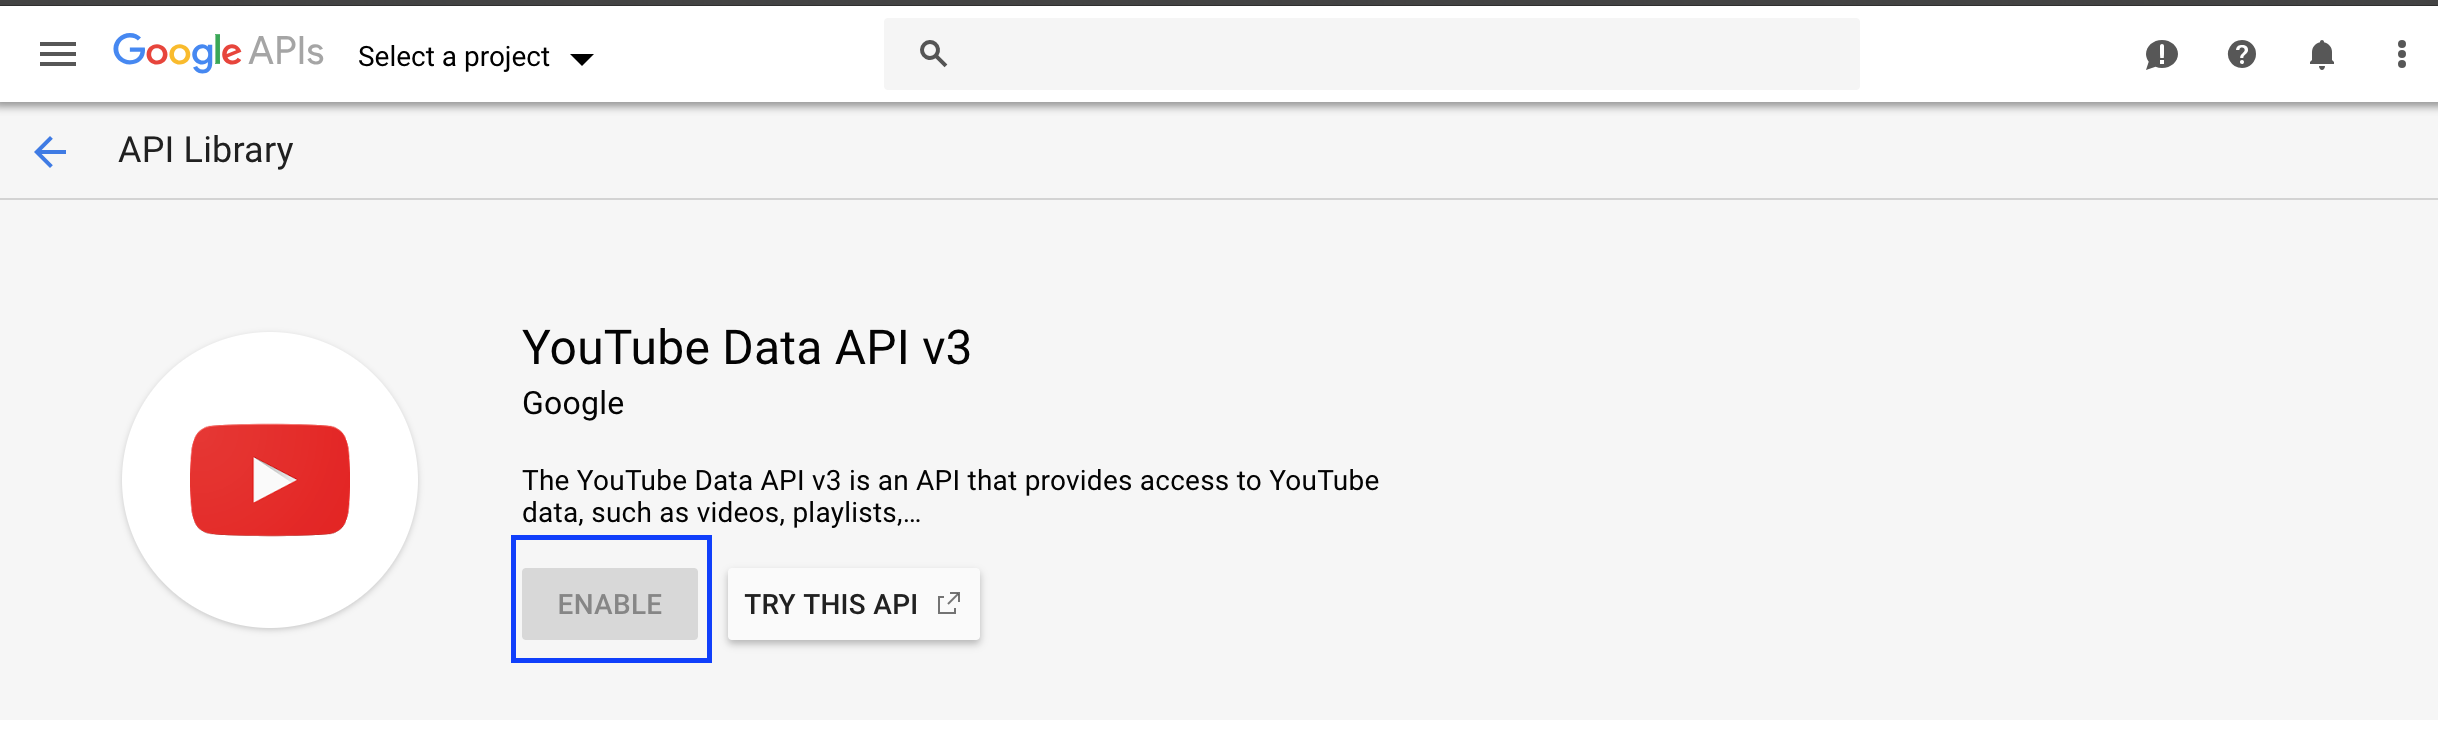 Google APIs Select a project
API Library
YouTube Data API v3
Google
The YouTube Data API v3 is an API that provides access to YouTube
data, such as videos, playlists,...
ENABLE TRY THIS API